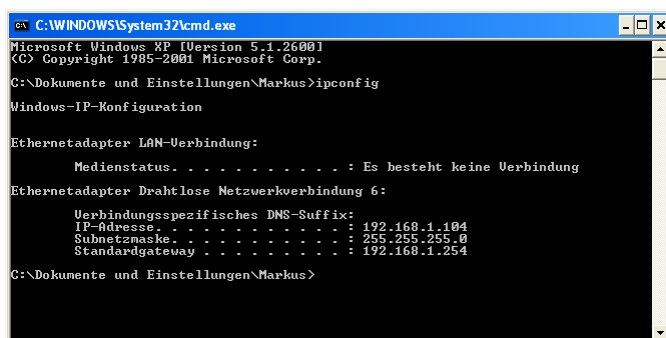 C:\WINDOWS\System32\cmd.exe
Microsoft Windows XP [Version 5.1.2600]
(C) Copyright 1985-2001 Microsoft Corp.
C:\Dokumente und Einstellungen\Markus>ipconfig
Windows-IP-Konfiguration
Ethernetadapter LAN-Verbindung:
Medienstatus. . . . . . . . . . . : Es besteht keine Verbindung
Ethernetadapter Drahtlose Netzwerkverbindung 6:
Verbindungsspezifisches DNS-Suffix:
IP-Adresse. . . . . . . . . . . . : 192.168.1.104
Subnetzmaske. . . . . . . . . . . : 255.255.255.0
Standardgateway . . . . . . . . . : 192.168.1.254
C:\Dokumente und Einstellungen\Markus>